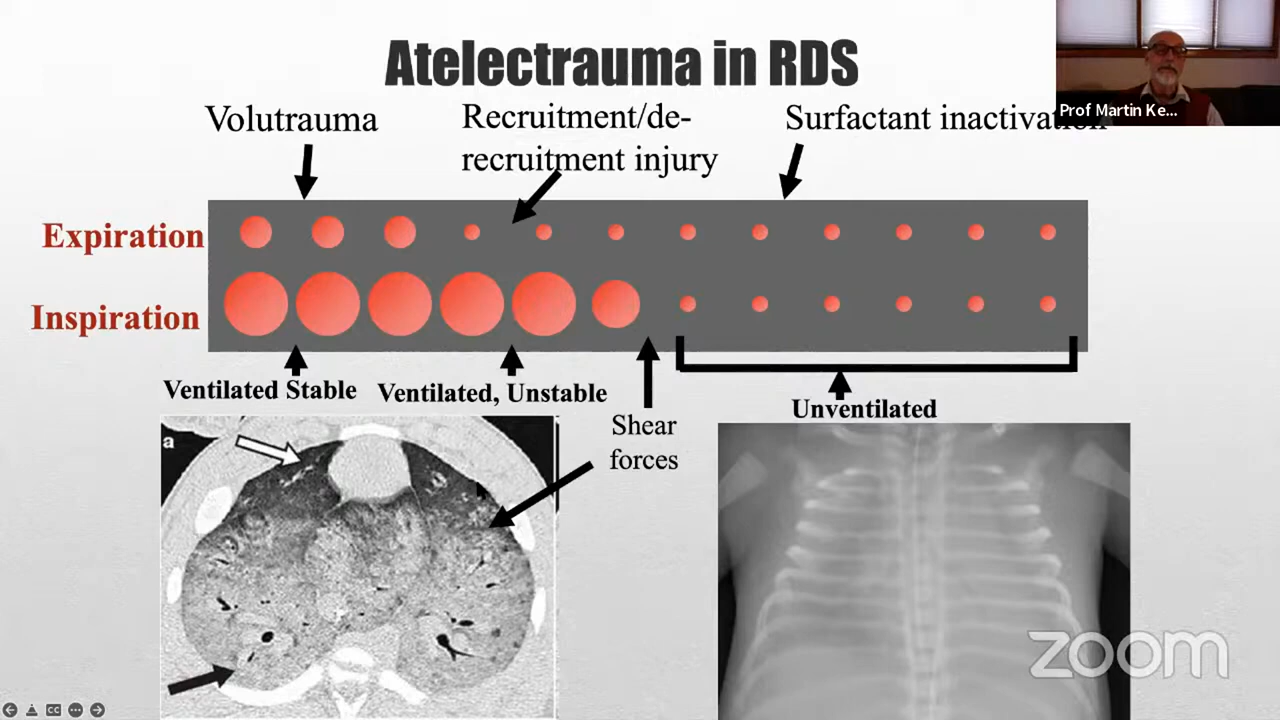 Atelectrauma in RDS
Prof Martin Ke...
Volutrauma
Recruitment/de-
recruitment injury
Surfactant inactivation
Expiration
Inspiration
Ventilated Stable
Ventilated, Unstable
Shear
forces
Unventilated
a
zoom